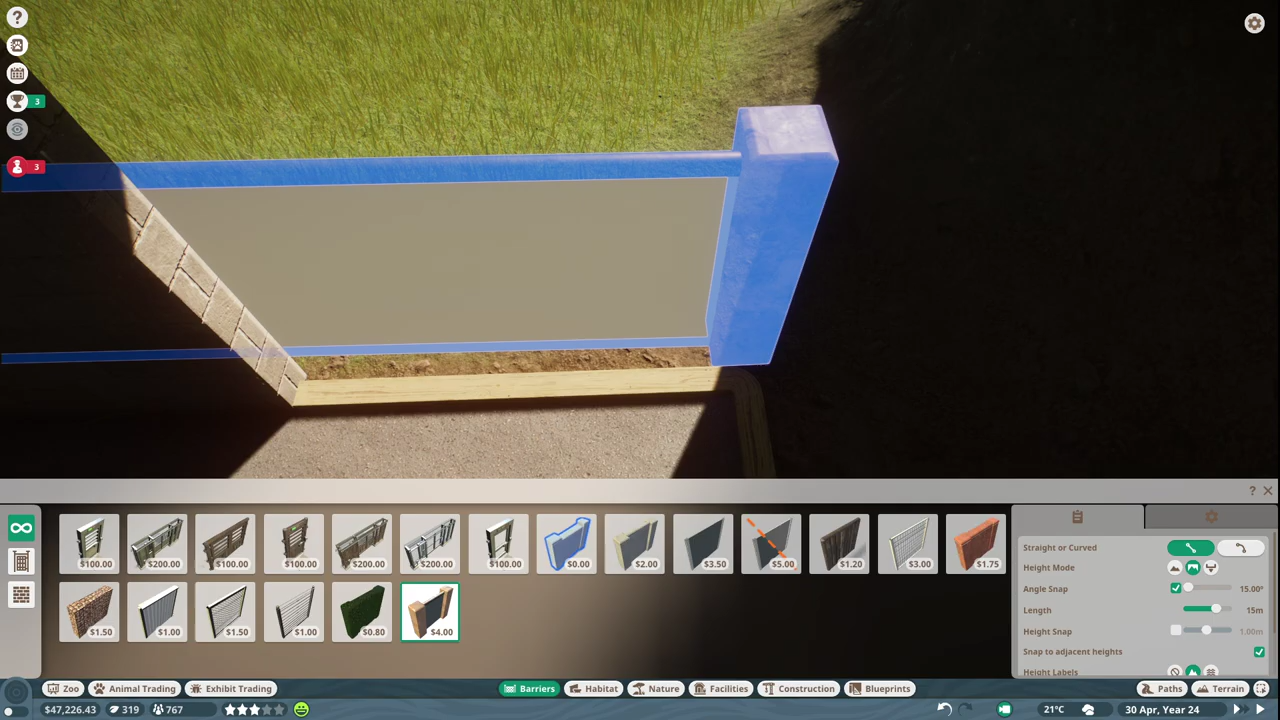 ?
3
3
? ×
$100.00 $200.00 $100.00 $100.00 $200.00 $200.00 $100.00 $0.00 $2.00 $3.50 $5.00 $1.20 $3.00 $1.75
$1.50 $1.00 $1.50 $1.00 $0.80 $4.00
Straight or Curved
Height Mode
Angle Snap 15.00°
Length 15m
Height Snap 1.00m
Snap to adjacent heights
Height Labels
Zoo Animal Trading Exhibit Trading Barriers Habitat Nature Facilities Construction Blueprints Paths Terrain
$47,226.43 319 767 21°C 30 Apr, Year 24